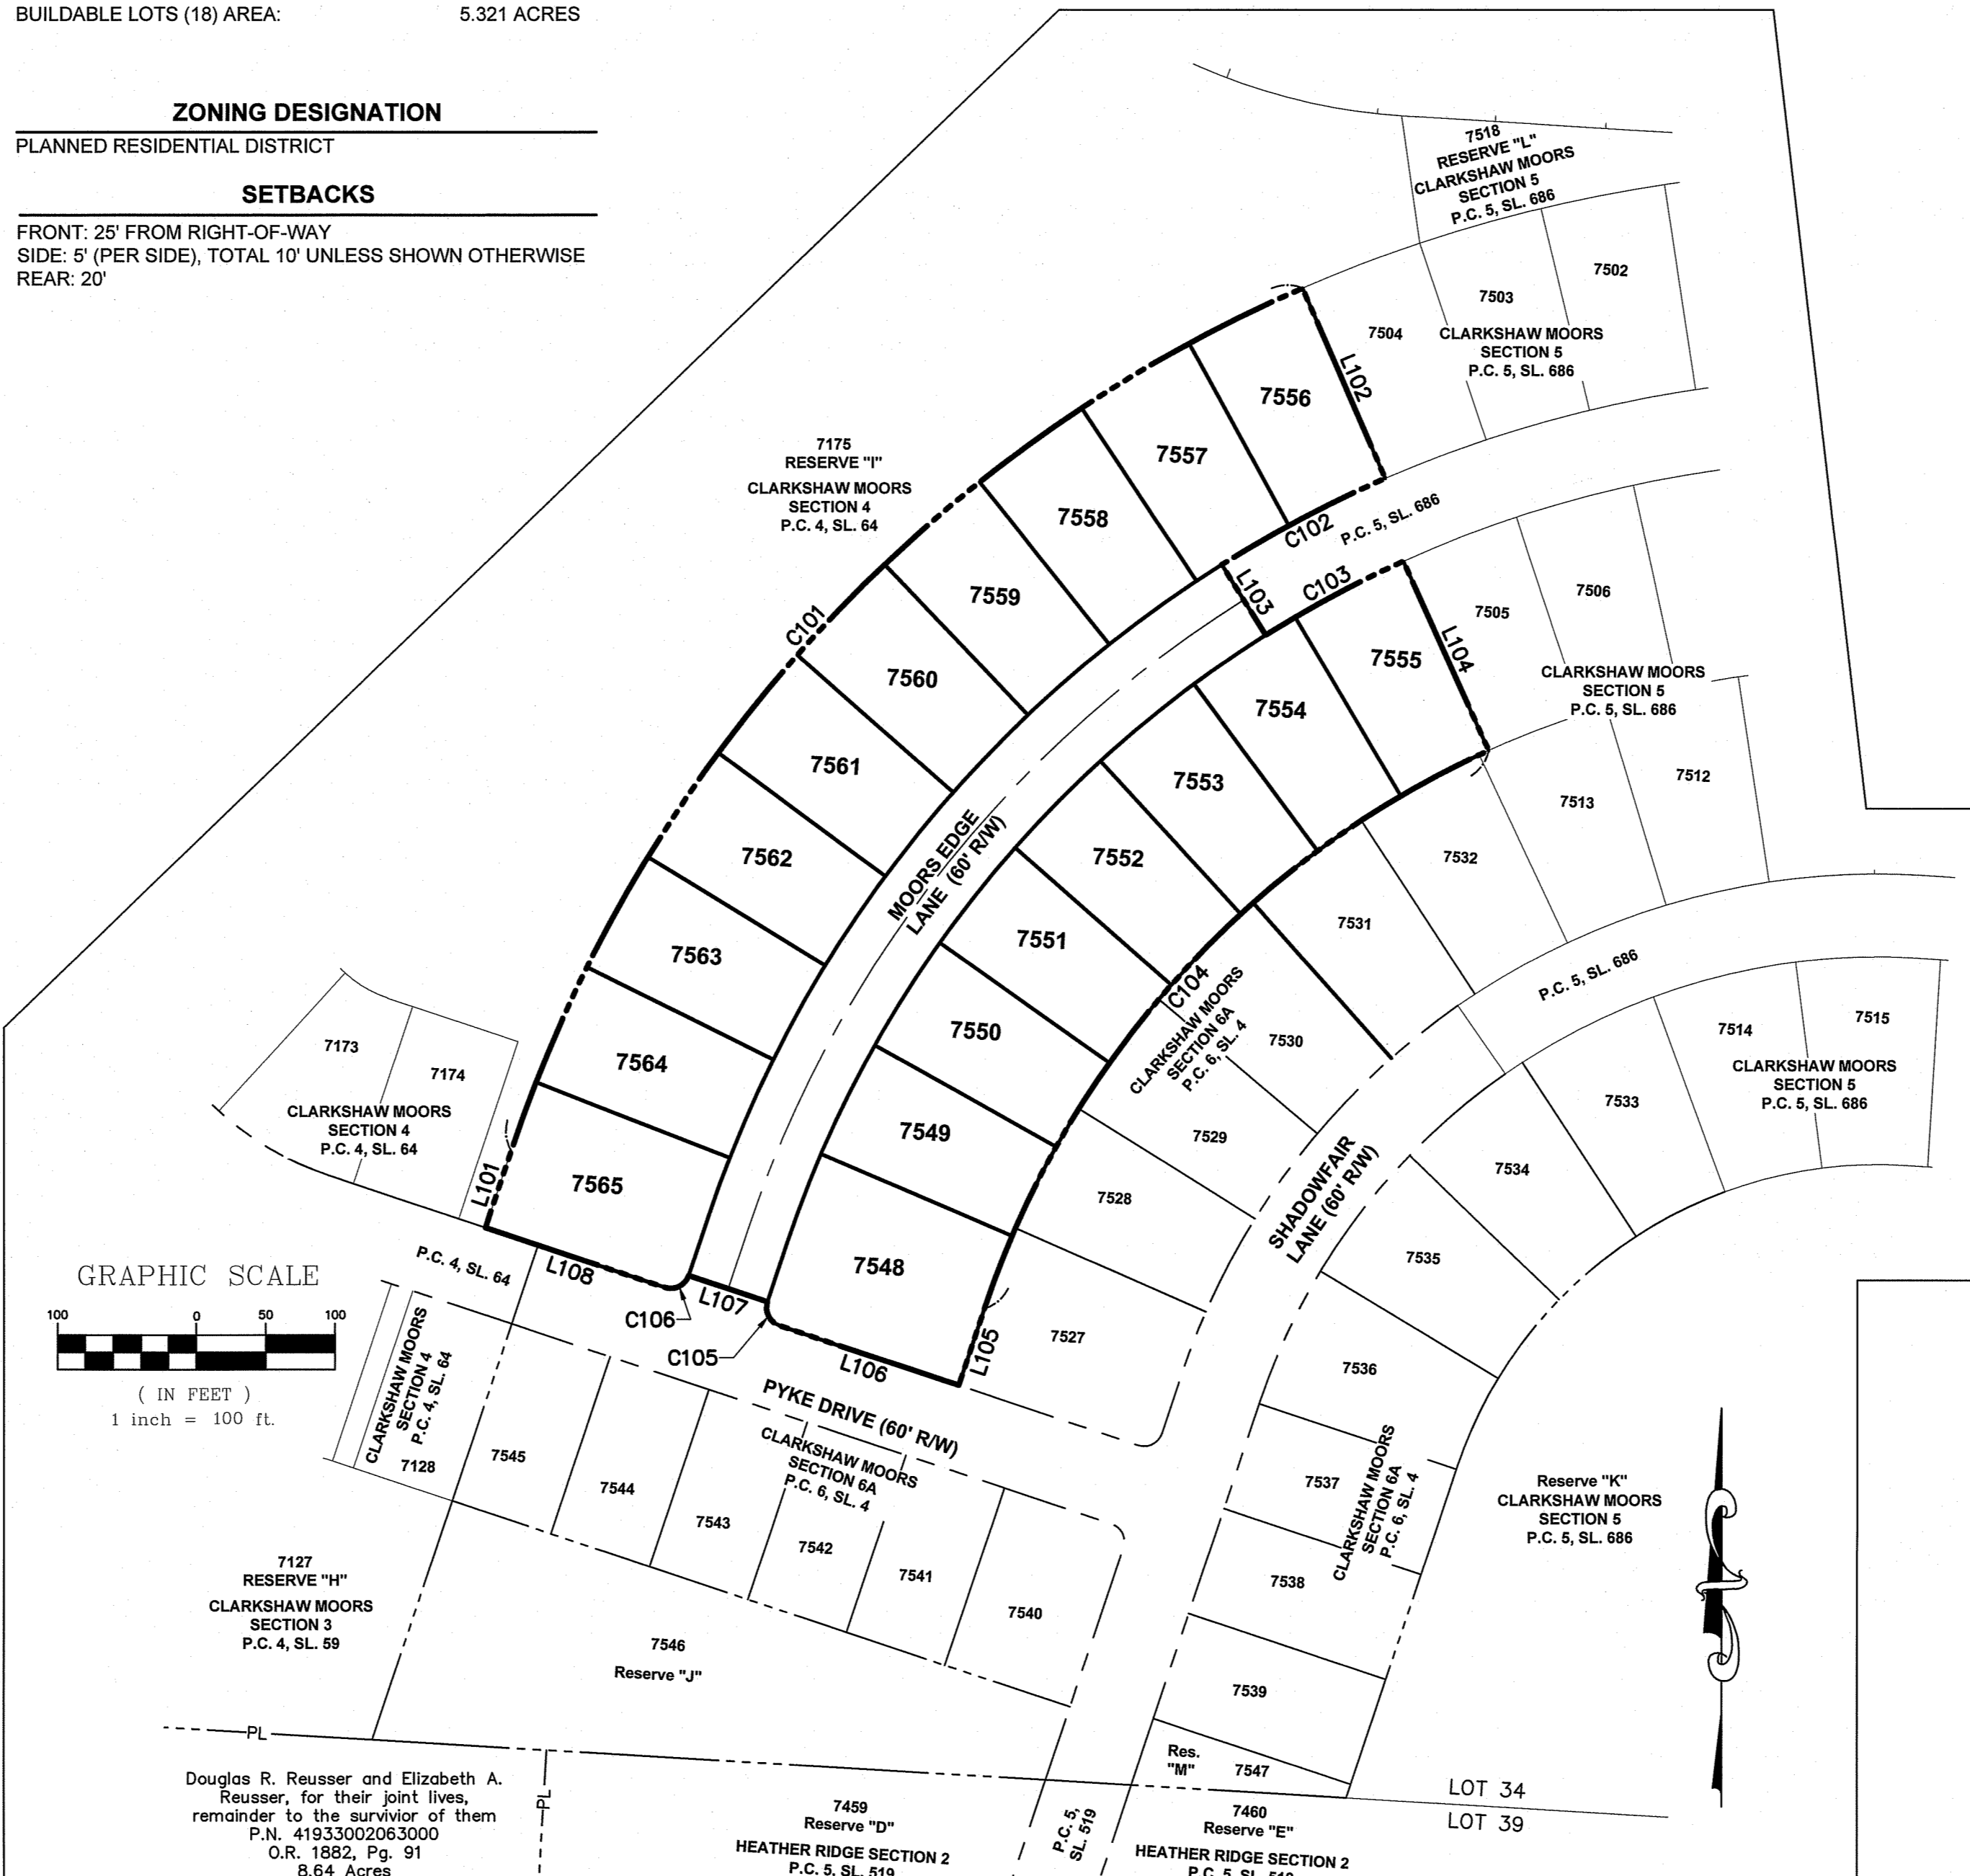 BUILDABLE LOTS (18) AREA: 5.321 ACRES
ZONING DESIGNATION
PLANNED RESIDENTIAL DISTRICT
SETBACKS
FRONT: 25' FROM RIGHT-OF-WAY
SIDE: 5' (PER SIDE), TOTAL 10' UNLESS SHOWN OTHERWISE
REAR: 20'
7518
RESERVE "L"
CLARKSHAW MOORS
SECTION 5
P.C. 5, SL. 686
7502
7503
7504
CLARKSHAW MOORS
SECTION 5
P.C. 5, SL. 686
L102
7556
7557
7175
RESERVE "I"
CLARKSHAW MOORS
SECTION 4
P.C. 4, SL. 64
7558
C102
P.C. 5, SL. 686
7559
L103
C103
7506
7505
C101
L104
7555
7560
CLARKSHAW MOORS
SECTION 5
P.C. 5, SL. 686
7554
7561
7553
7512
7513
7562
7552
7532
MOORS EDGE
LANE (60' R/W)
7531
7563
7551
C104
P.C. 5, SL. 686
CLARKSHAW MOORS
SECTION 6A
P.C. 6, SL. 4
7550
7530
7173
7174
7564
7514
7515
CLARKSHAW MOORS
SECTION 5
P.C. 5, SL. 686
7533
CLARKSHAW MOORS
SECTION 4
P.C. 4, SL. 64
7549
7529
7534
L101
7565
7528
SHADOWFAIR
LANE (60' R/W)
7535
P.C. 4, SL. 64
L108
7548
C106
L107
C105
L106
L105
7527
GRAPHIC SCALE
100 0 50 100
( IN FEET )
1 inch = 100 ft.
CLARKSHAW MOORS
SECTION 4
P.C. 4, SL. 64
7128
PYKE DRIVE (60' R/W)
7536
7545
CLARKSHAW MOORS
SECTION 6A
P.C. 6, SL. 4
7544
7543
7542
7541
7540
7537
CLARKSHAW MOORS
SECTION 6A
P.C. 6, SL. 4
Reserve "K"
CLARKSHAW MOORS
SECTION 5
P.C. 5, SL. 686
7538
7127
RESERVE "H"
CLARKSHAW MOORS
SECTION 3
P.C. 4, SL. 59
7546
Reserve "J"
7539
PL
Res.
"M"
7547
LOT 34
LOT 39
Douglas R. Reusser and Elizabeth A.
Reusser, for their joint lives,
remainder to the survivior of them
P.N. 41933002063000
O.R. 1882, Pg. 91
8.64 Acres
PL
7459
Reserve "D"
HEATHER RIDGE SECTION 2
P.C. 5, SL. 519
P.C. 5,
SL. 519
7460
Reserve "E"
HEATHER RIDGE SECTION 2
P.C. 5, SL.